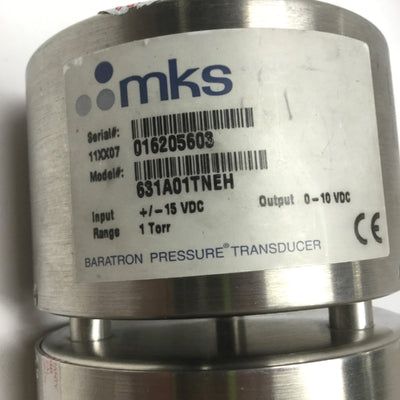 mks
Serial#:
11XX07 016205603
Model#:
631A01TNEH
Input +/-15 VDC Output 0-10 VDC
Range 1 Torr
CE
BARATRON PRESSURE® TRANSDUCER